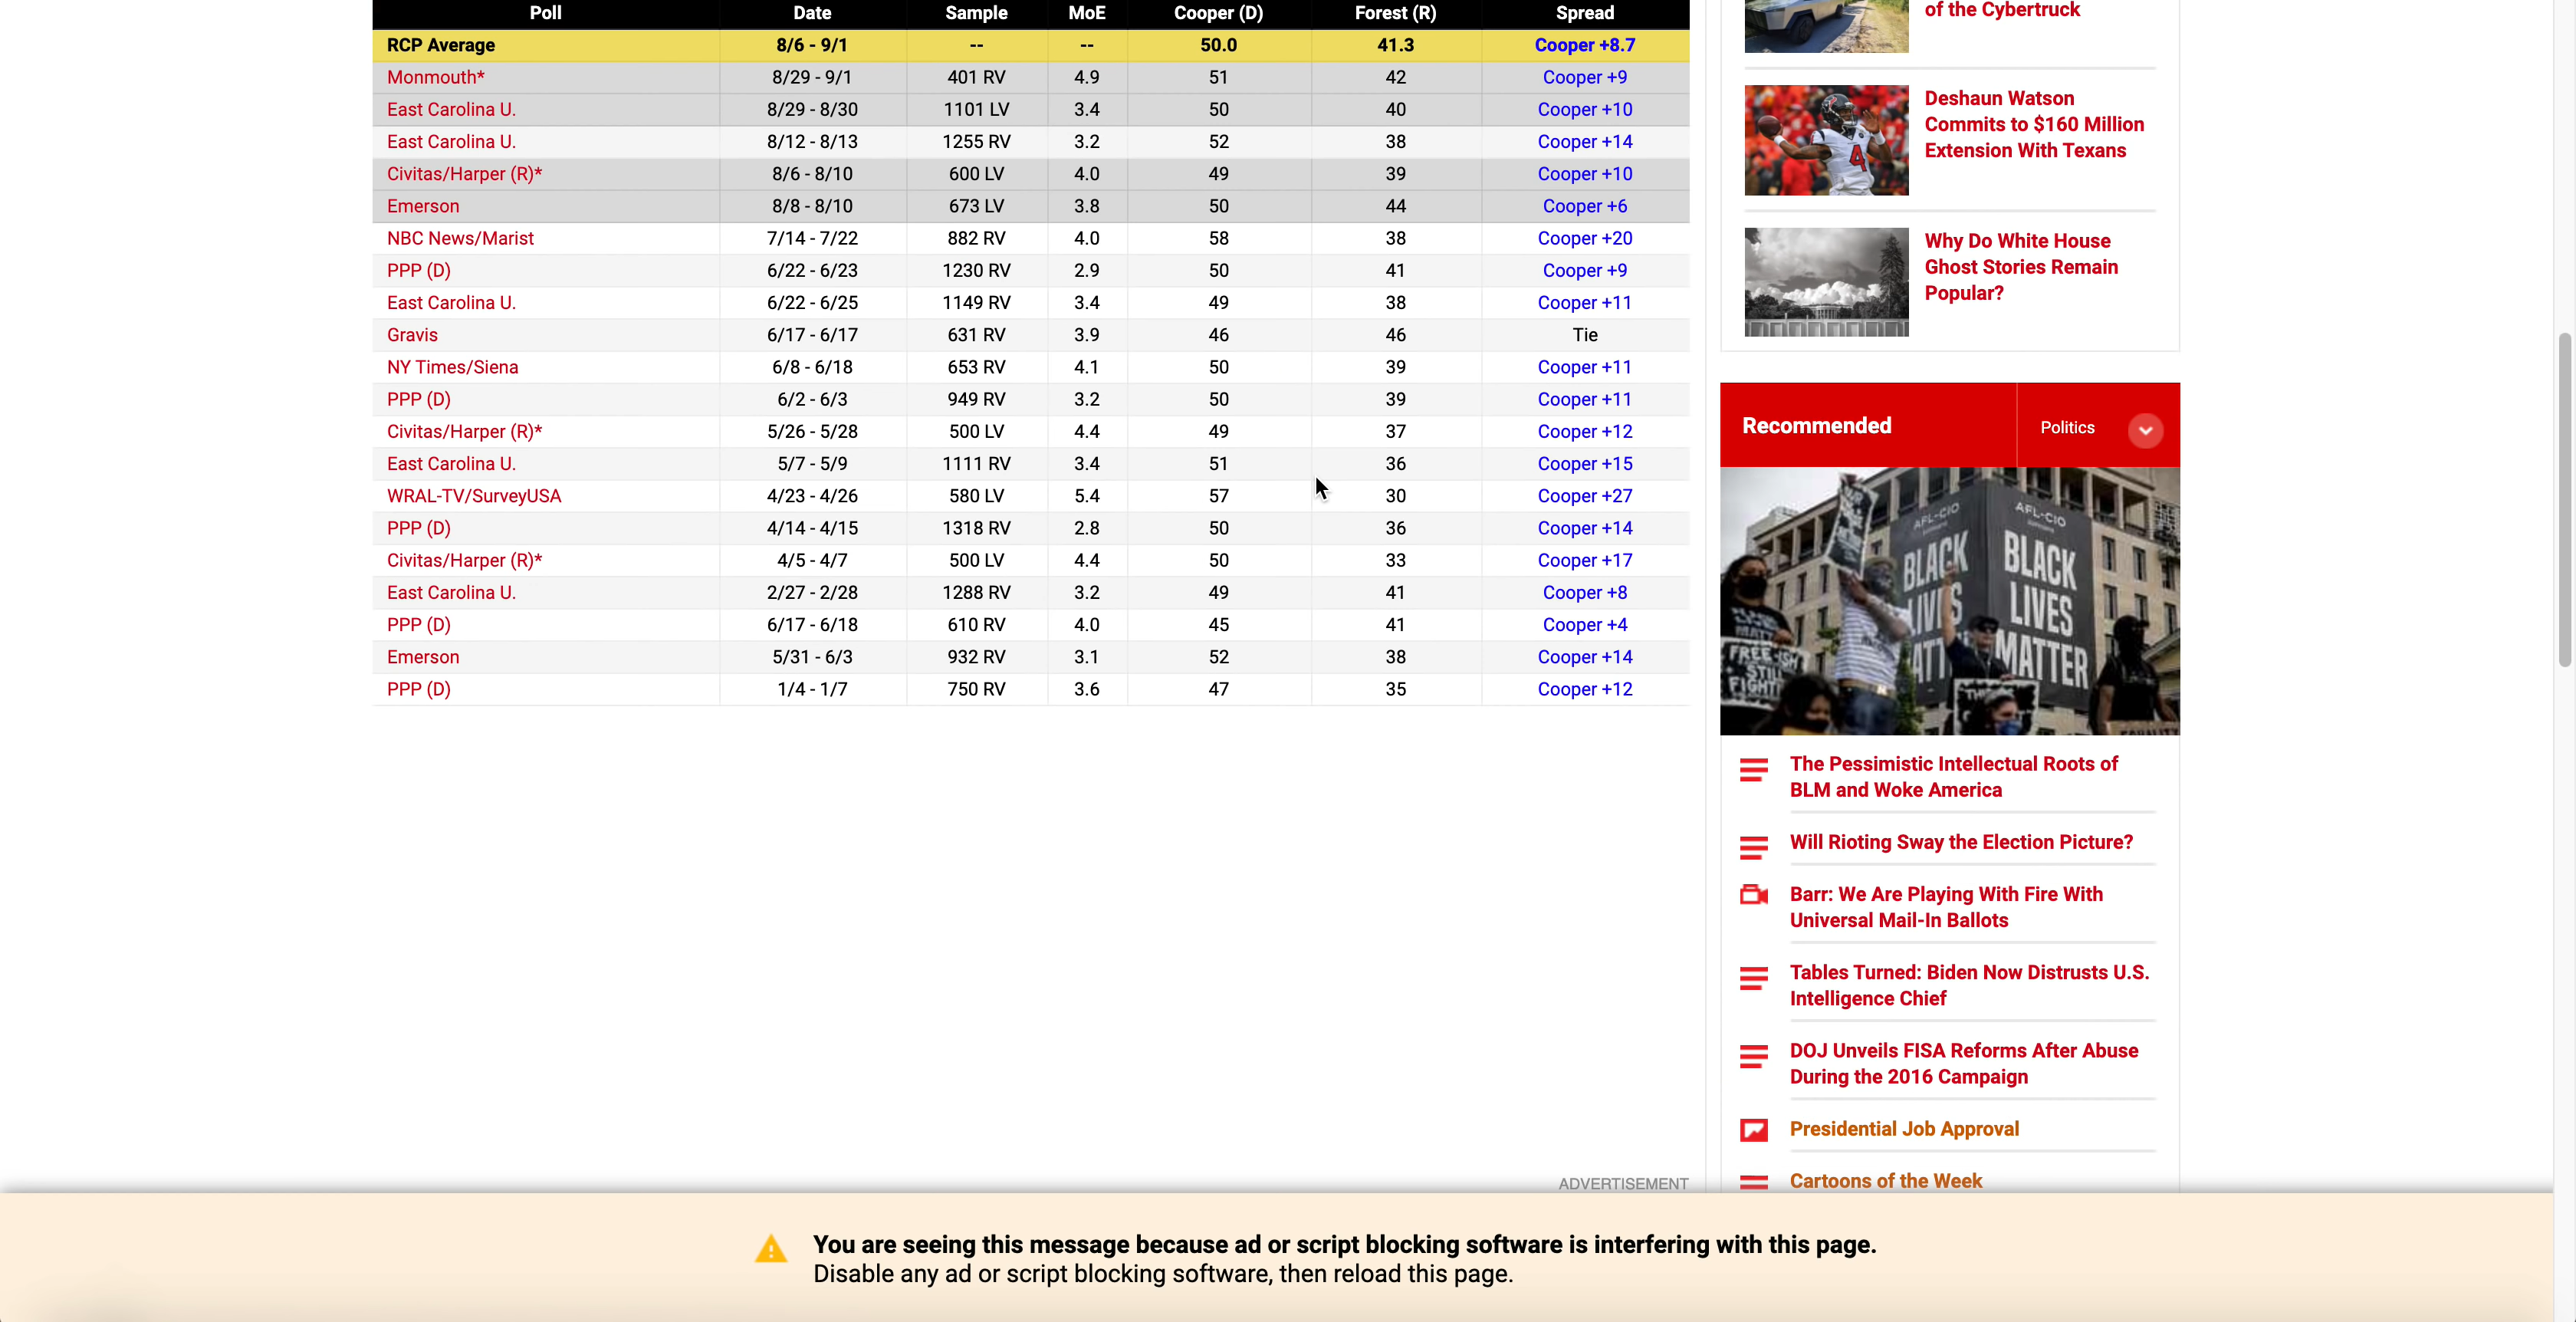 Poll Date Sample MoE Cooper (D) Forest (R) Spread
RCP Average 8/6 - 9/1 -- -- 50.0 41.3 Cooper +8.7
Monmouth* 8/29 - 9/1 401 RV 4.9 51 42 Cooper +9
East Carolina U. 8/29 - 8/30 1101 LV 3.4 50 40 Cooper +10
East Carolina U. 8/12 - 8/13 1255 RV 3.2 52 38 Cooper +14
Civitas/Harper (R)* 8/6 - 8/10 600 LV 4.0 49 39 Cooper +10
Emerson 8/8 - 8/10 673 LV 3.8 50 44 Cooper +6
NBC News/Marist 7/14 - 7/22 882 RV 4.0 58 38 Cooper +20
PPP (D) 6/22 - 6/23 1230 RV 2.9 50 41 Cooper +9
East Carolina U. 6/22 - 6/25 1149 RV 3.4 49 38 Cooper +11
Gravis 6/17 - 6/17 631 RV 3.9 46 46 Tie
NY Times/Siena 6/8 - 6/18 653 RV 4.1 50 39 Cooper +11
PPP (D) 6/2 - 6/3 949 RV 3.2 50 39 Cooper +11
Civitas/Harper (R)* 5/26 - 5/28 500 LV 4.4 49 37 Cooper +12
East Carolina U. 5/7 - 5/9 1111 RV 3.4 51 36 Cooper +15
WRAL-TV/SurveyUSA 4/23 - 4/26 580 LV 5.4 57 30 Cooper +27
PPP (D) 4/14 - 4/15 1318 RV 2.8 50 36 Cooper +14
Civitas/Harper (R)* 4/5 - 4/7 500 LV 4.4 50 33 Cooper +17
East Carolina U. 2/27 - 2/28 1288 RV 3.2 49 41 Cooper +8
PPP (D) 6/17 - 6/18 610 RV 4.0 45 41 Cooper +4
Emerson 5/31 - 6/3 932 RV 3.1 52 38 Cooper +14
PPP (D) 1/4 - 1/7 750 RV 3.6 47 35 Cooper +12
ADVERTISEMENT
of the Cybertruck
Deshaun Watson
Commits to $160 Million
Extension With Texans
4
Why Do White House
Ghost Stories Remain
Popular?
Recommended Politics
AFL-CIO
BLACK
LIVES
AFL-CIO
BLACK
LIVES
MATTER
FREE-ISH
STILL
FIGHT
The Pessimistic Intellectual Roots of
BLM and Woke America
Will Rioting Sway the Election Picture?
Barr: We Are Playing With Fire With
Universal Mail-In Ballots
Tables Turned: Biden Now Distrusts U.S.
Intelligence Chief
DOJ Unveils FISA Reforms After Abuse
During the 2016 Campaign
Presidential Job Approval
Cartoons of the Week
You are seeing this message because ad or script blocking software is interfering with this page.
Disable any ad or script blocking software, then reload this page.